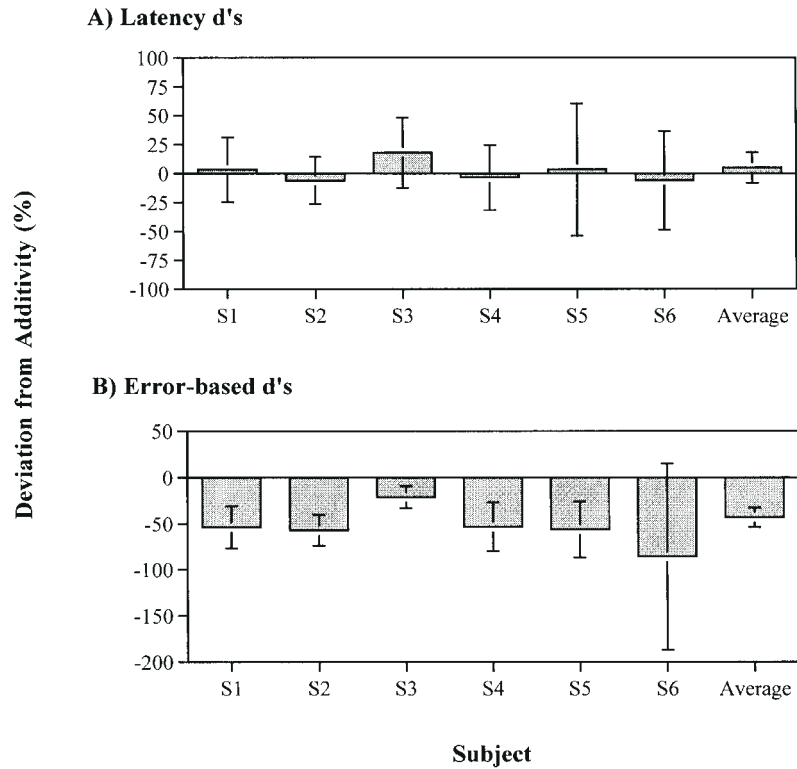 A) Latency d's
100
75
50
25
0
-25
-50
-75
-100
S1 S2 S3 S4 S5 S6 Average
Deviation from Additivity (%)
B) Error-based d's
50
0
-50
-100
-150
-200
S1 S2 S3 S4 S5 S6 Average
Subject